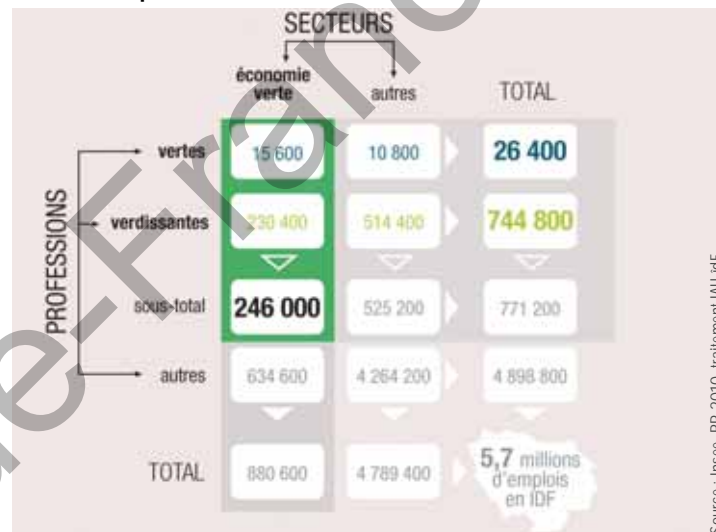 SECTEURS
économie verte autres TOTAL
PROFESSIONS
vertes 15 600 10 800 26 400
verdissantes 230 400 514 400 744 800
sous-total 246 000 525 200 771 200
autres 634 600 4 264 200 4 898 800
TOTAL 880 600 4 789 400 5,7 millions d'emplois en IDF
Source : Insee, RP 2010, traitement IAU îdF